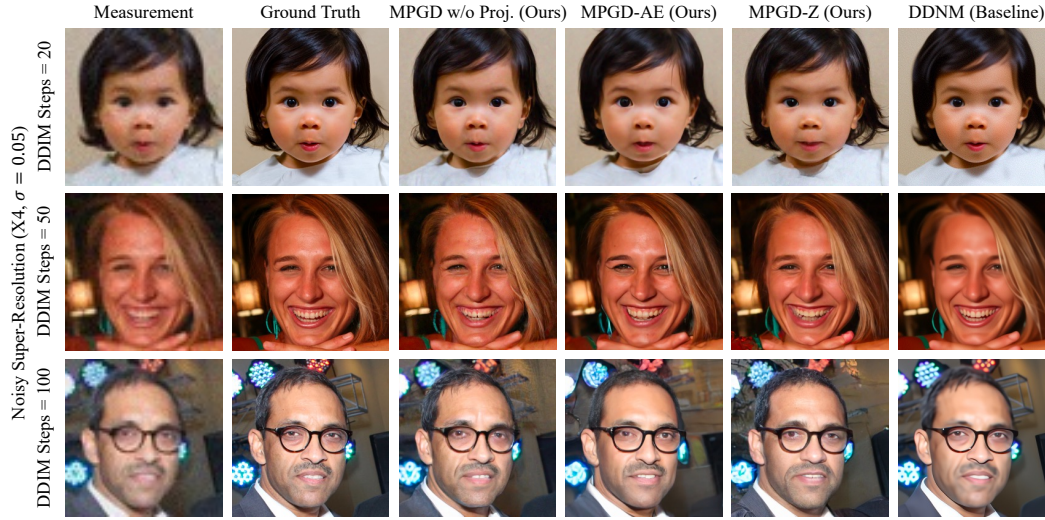 Measurement
Ground Truth
MPGD w/o Proj. (Ours)
MPGD-AE (Ours)
MPGD-Z (Ours)
DDNM (Baseline)
Noisy Super-Resolution (X4, σ = 0.05)
DDIM Steps = 20
DDIM Steps = 50
DDIM Steps = 100